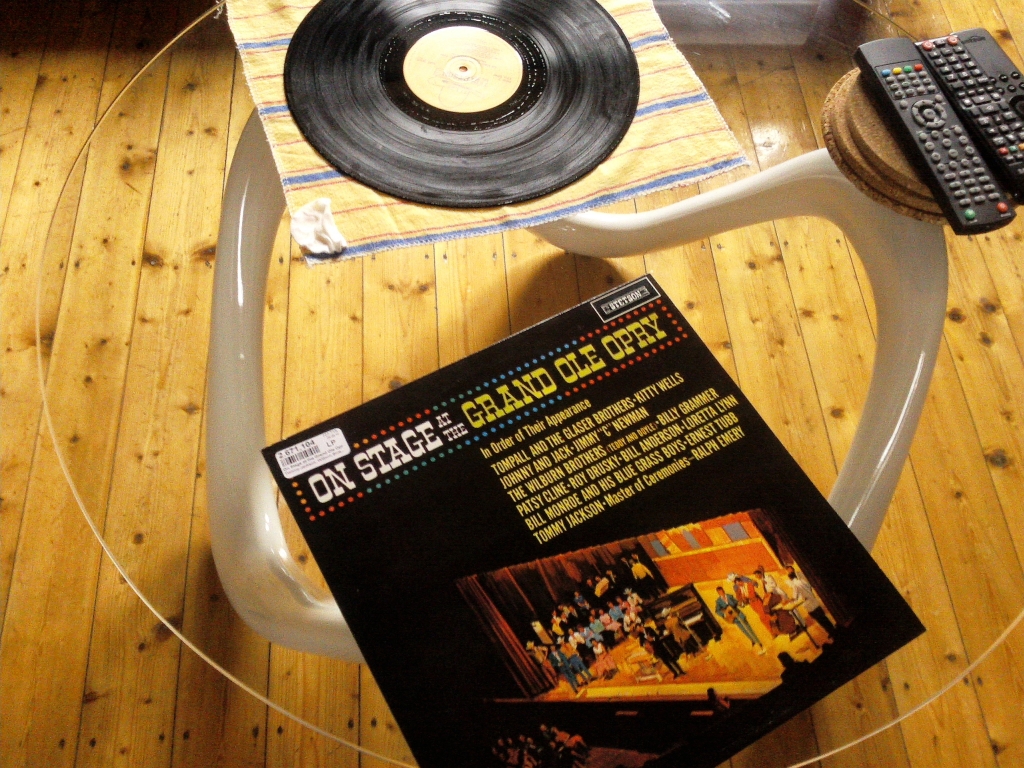 STETSON
ON STAGE AT THE GRAND OLE OPRY
2.671.104
LP
In Order of Their Appearance
TOMPALL AND THE GLASER BROTHERS•KITTY WELLS
JOHNNY AND JACK•JIMMY "C" NEWMAN
THE WILBURN BROTHERS (TEDDY AND DOYLE)•BILLY GRAMMER
PATSY CLINE•ROY DRUSKY•BILL ANDERSON•LORETTA LYNN
BILL MONROE AND HIS BLUE GRASS BOYS•ERNEST TUBB
TOMMY JACKSON•Master of Ceremonies—RALPH EMERY